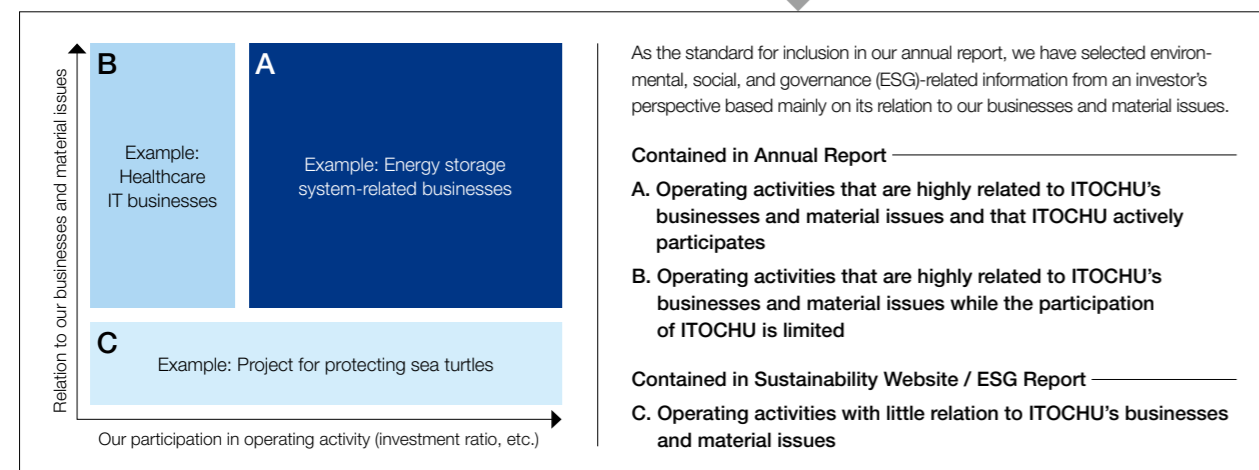 Relation to our businesses and material issues
B
Example:
Healthcare
IT businesses
A
Example: Energy storage
system-related businesses
C
Example: Project for protecting sea turtles
Our participation in operating activity (investment ratio, etc.)
As the standard for inclusion in our annual report, we have selected environ-
mental, social, and governance (ESG)-related information from an investor’s
perspective based mainly on its relation to our businesses and material issues.
Contained in Annual Report
A. Operating activities that are highly related to ITOCHU’s
businesses and material issues and that ITOCHU actively
participates
B. Operating activities that are highly related to ITOCHU’s
businesses and material issues while the participation
of ITOCHU is limited
Contained in Sustainability Website / ESG Report
C. Operating activities with little relation to ITOCHU’s businesses
and material issues